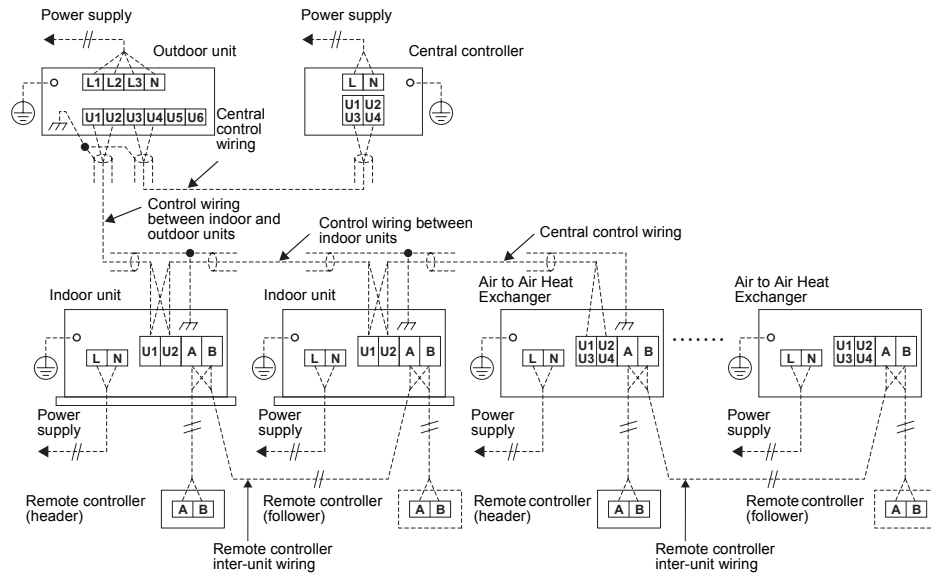 Power supply
Power supply
Outdoor unit
Central controller
L1 L2 L3 N
L N
U1 U2 U3 U4 U5 U6
U1 U2
U3 U4
Central
control
wiring
Control wiring
between indoor and
outdoor units
Control wiring between
indoor units
Central control wiring
Indoor unit
Indoor unit
Air to Air Heat
Exchanger
Air to Air Heat
Exchanger
L N
U1 U2 A B
L N
U1 U2 A B
L N
U1 U2
U3 U4
A B
L N
U1 U2
U3 U4
A B
Power
supply
Power
supply
Power
supply
Power
supply
Remote controller
(header)
A B
Remote controller
(follower)
A B
Remote controller
(header)
A B
Remote controller
(follower)
A B
Remote controller
inter-unit wiring
Remote controller
inter-unit wiring